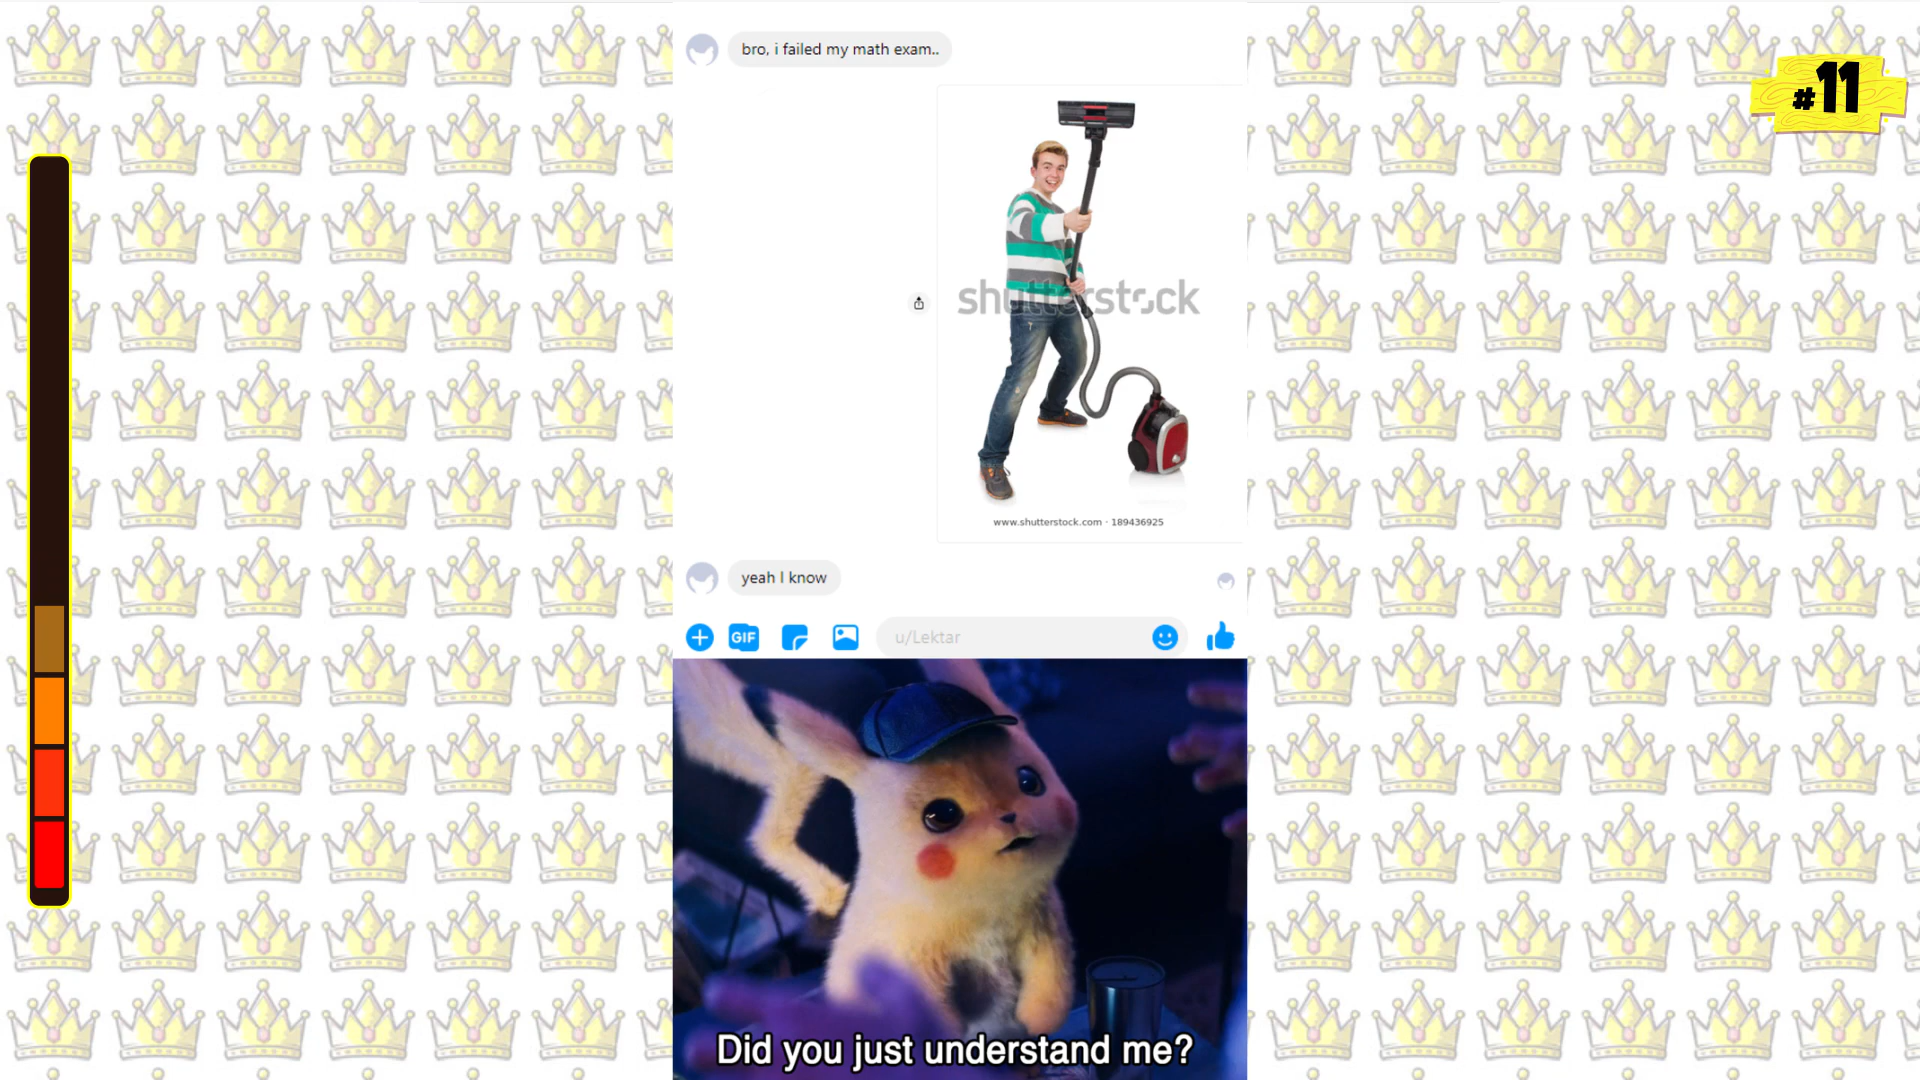 bro, i failed my math exam..
#11
shutterstock
www.shutterstock.com · 189436925
yeah I know
GIF
u/Lektar
Did you just understand me?